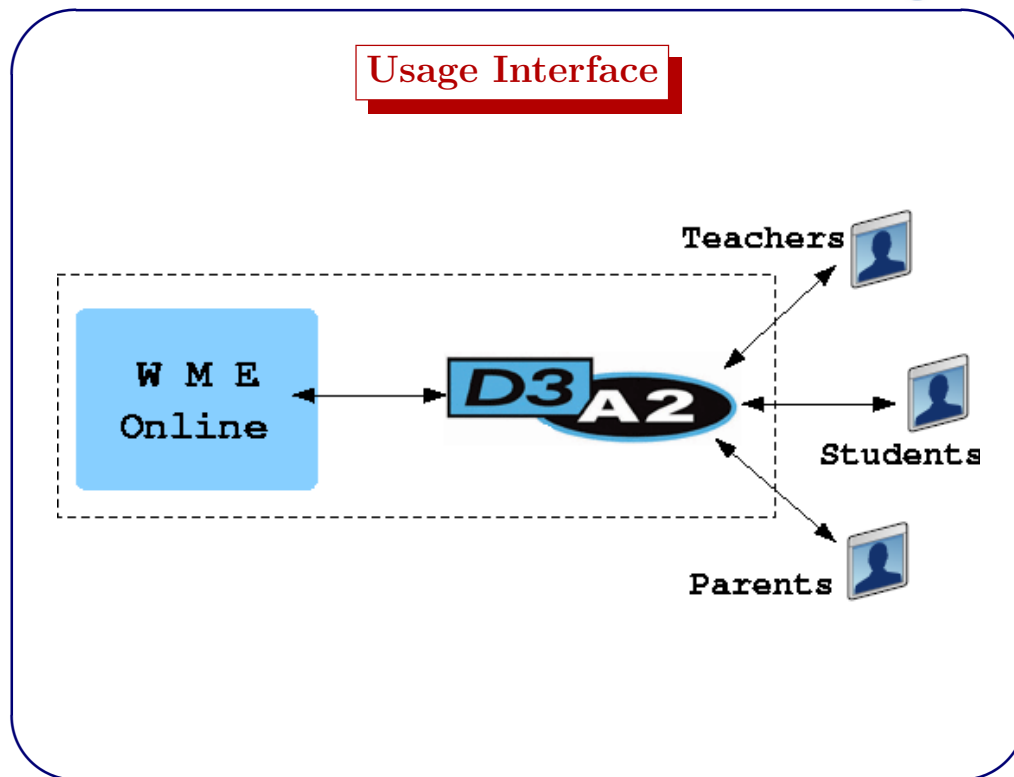 Usage Interface
Teachers
W M E
Online
D3
A2
Students
Parents